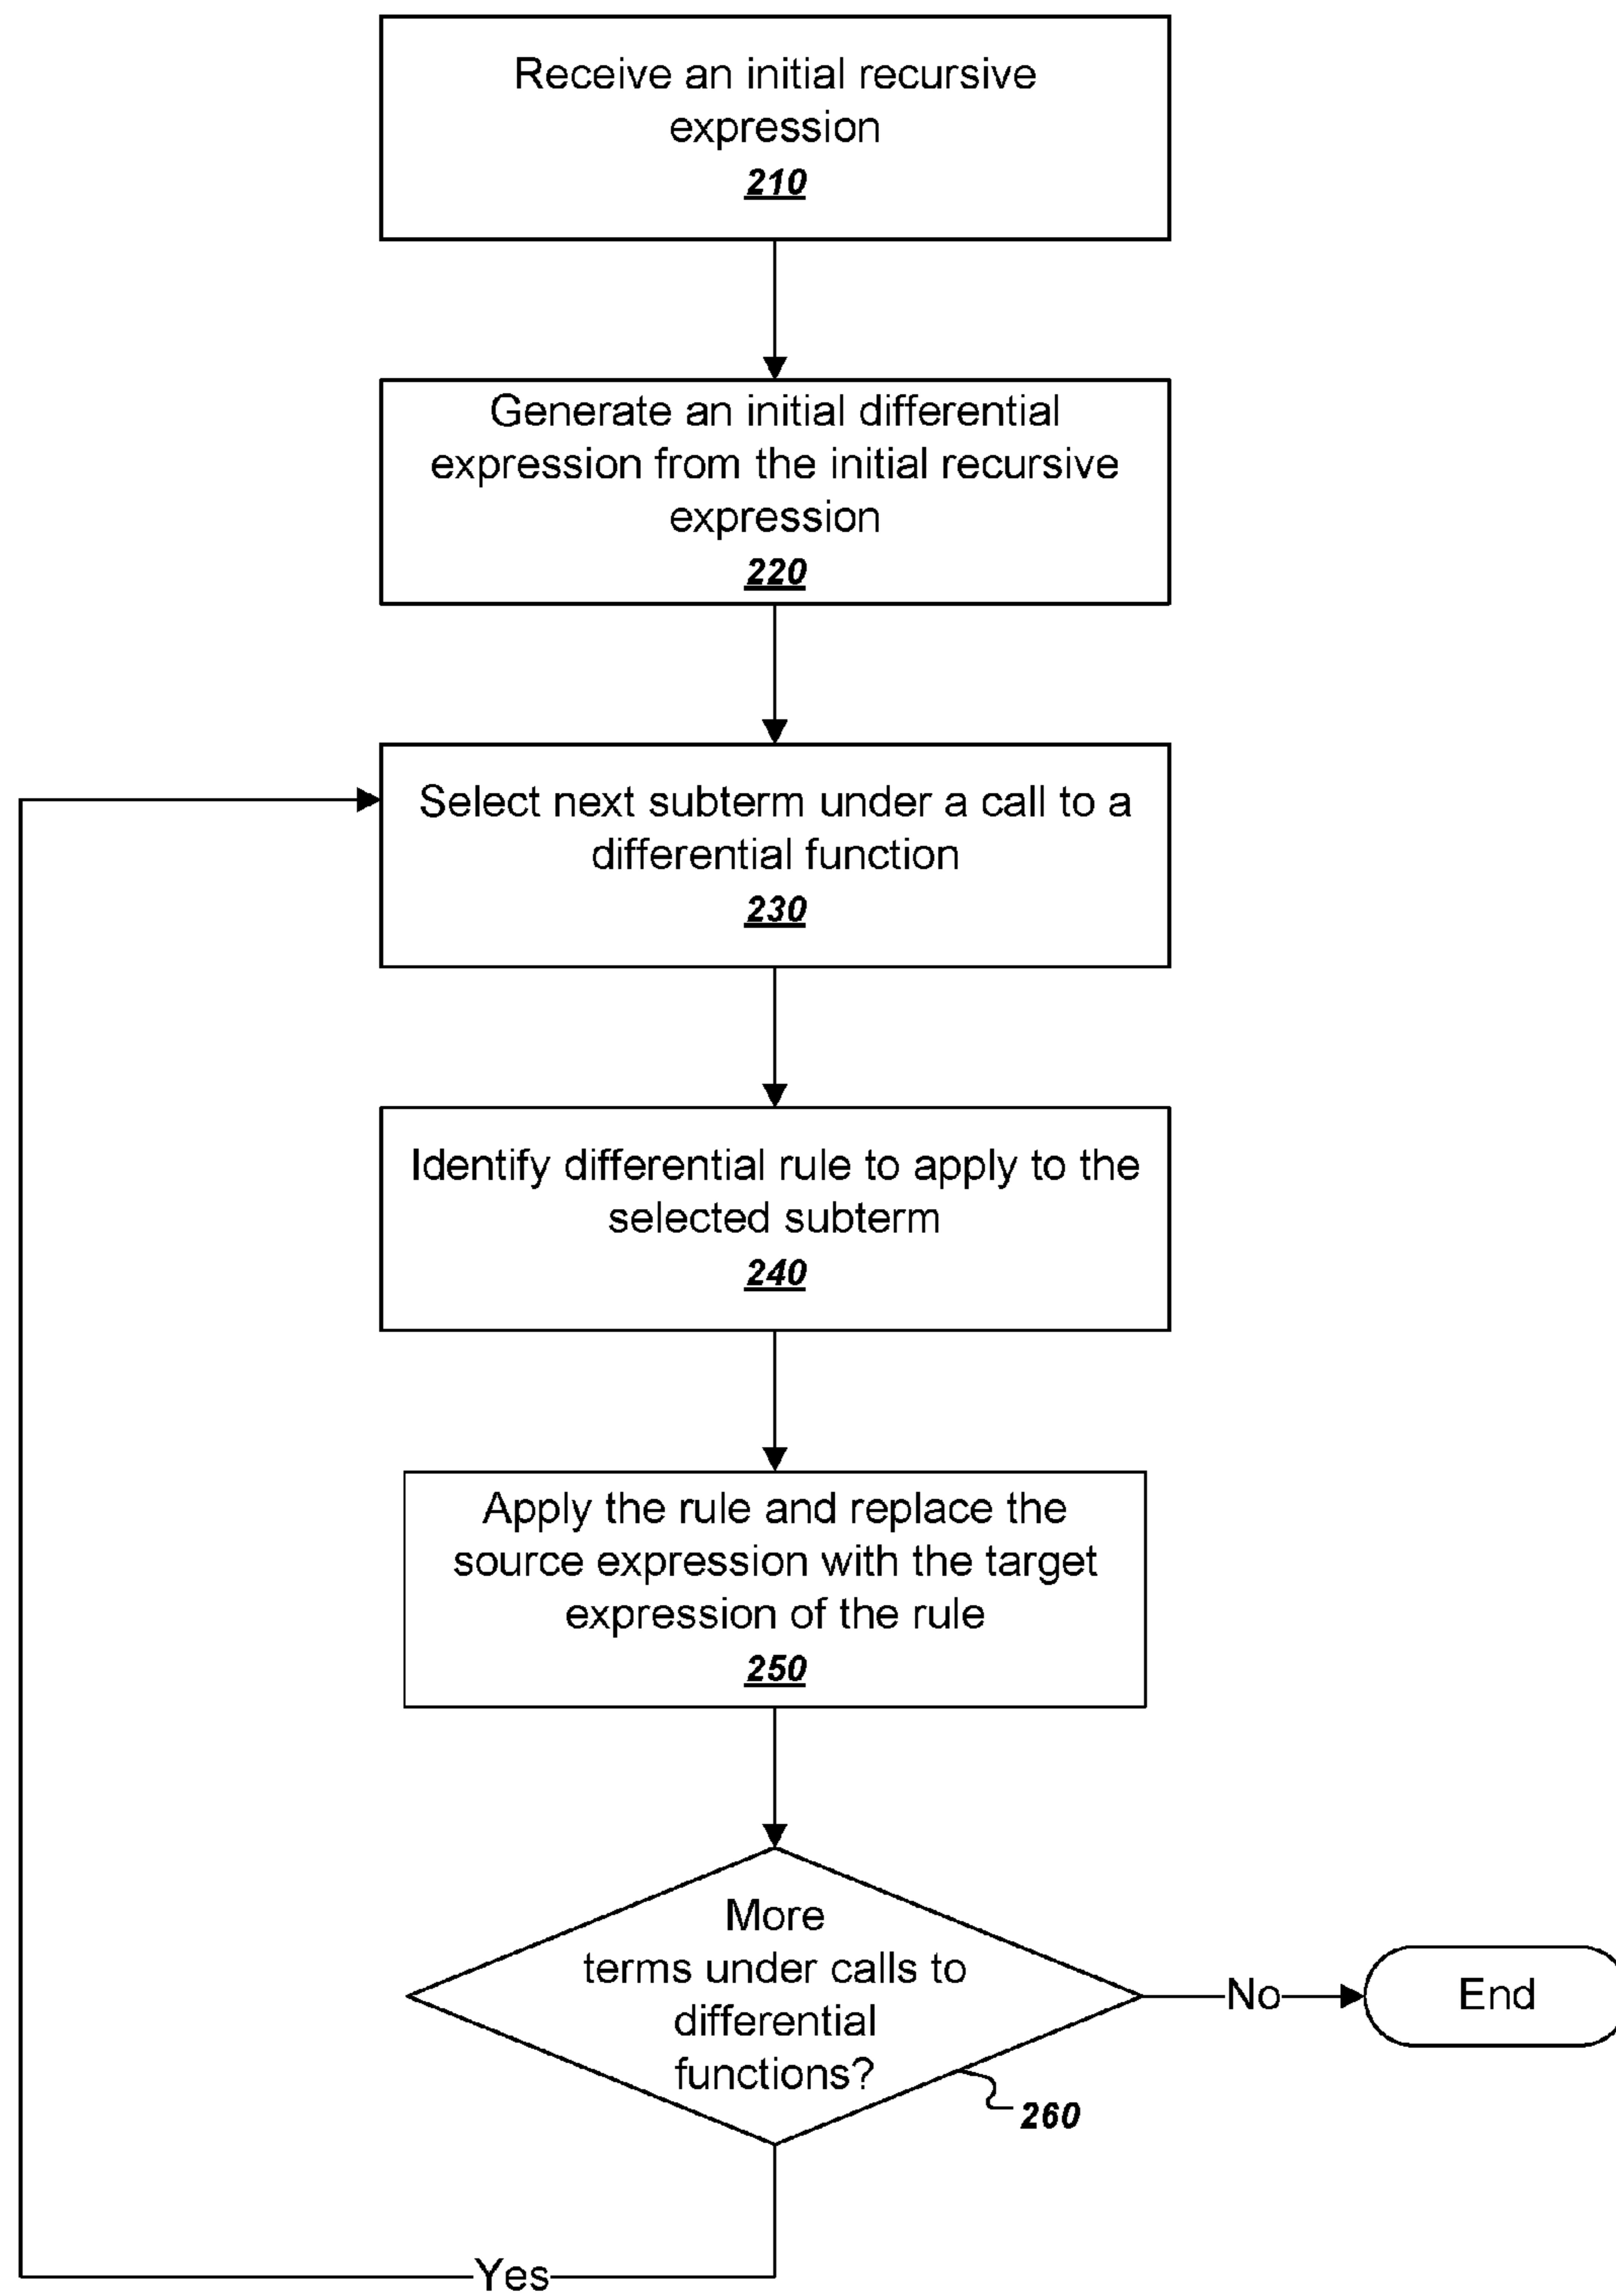 Receive an initial recursive
expression
210
Generate an initial differential
expression from the initial recursive
expression
220
Select next subterm under a call to a
differential function
230
Identify differential rule to apply to the
selected subterm
240
Apply the rule and replace the
source expression with the target
expression of the rule
250
More
terms under calls to
differential
functions?
No
End
260
Yes